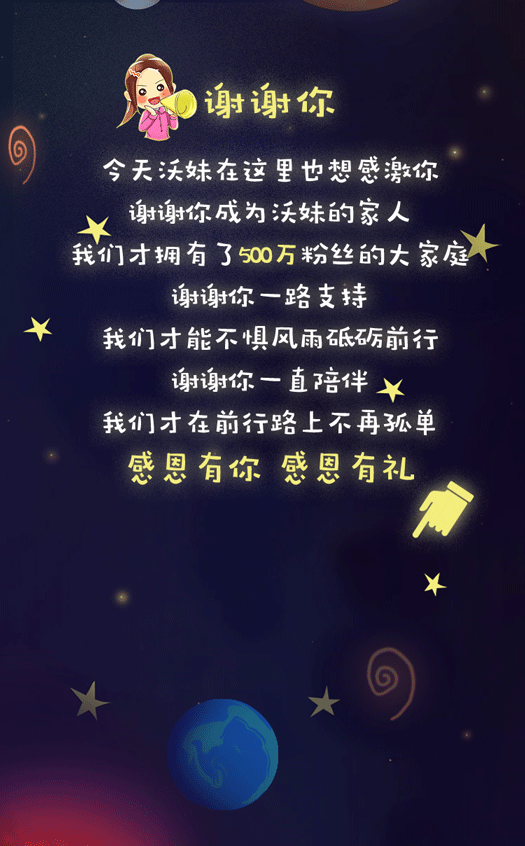 谢谢你
今天沃妹在这里也想感激你
谢谢你成为沃妹的家人
我们才拥有了500万粉丝的大家庭
谢谢你一路支持
我们才能不惧风雨砥砺前行
谢谢你一直陪伴
我们才在前行路上不再孤单
感恩有你 感恩有礼